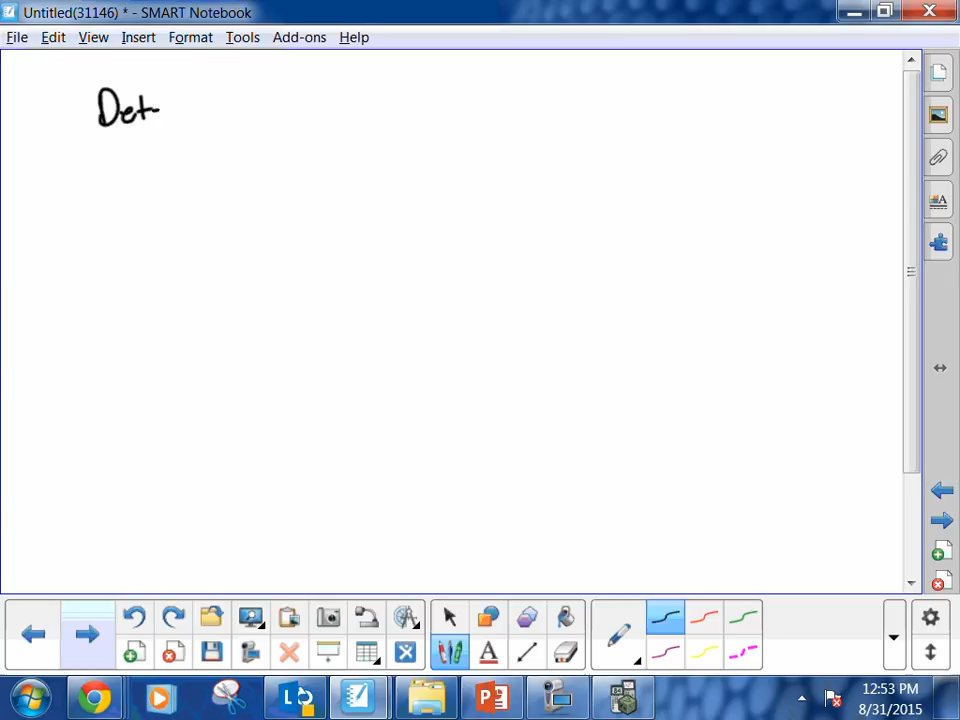 Untitled(31146) * - SMART Notebook
File Edit View Insert Format Tools Add-ons Help
Det
12:53 PM
8/31/2015